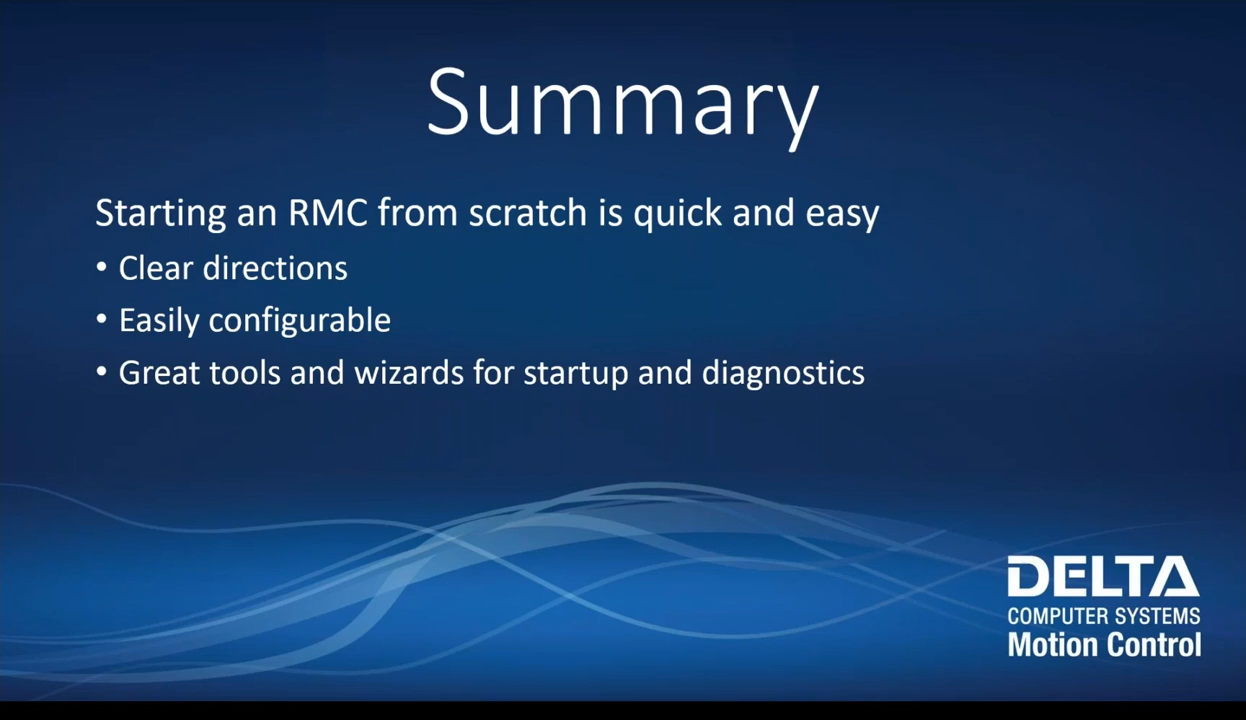 Summary
Starting an RMC from scratch is quick and easy
• Clear directions
• Easily configurable
• Great tools and wizards for startup and diagnostics
DELTA
COMPUTER SYSTEMS
Motion Control